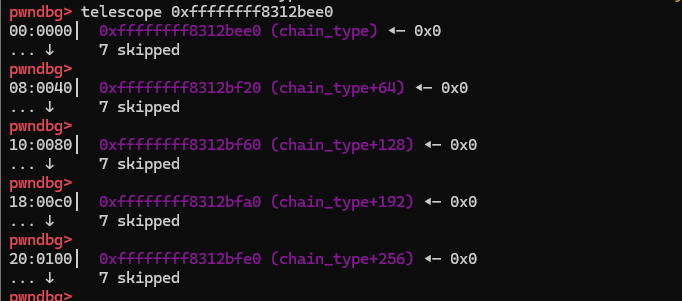 pwndbg> telescope 0xffffffff8312bee0
00:0000│  0xffffffff8312bee0 (chain_type) ◂— 0x0
... ↓     7 skipped
pwndbg>
08:0040│  0xffffffff8312bf20 (chain_type+64) ◂— 0x0
... ↓     7 skipped
pwndbg>
10:0080│  0xffffffff8312bf60 (chain_type+128) ◂— 0x0
... ↓     7 skipped
pwndbg>
18:00c0│  0xffffffff8312bfa0 (chain_type+192) ◂— 0x0
... ↓     7 skipped
pwndbg>
20:0100│  0xffffffff8312bfe0 (chain_type+256) ◂— 0x0
... ↓     7 skipped
pwndbg>